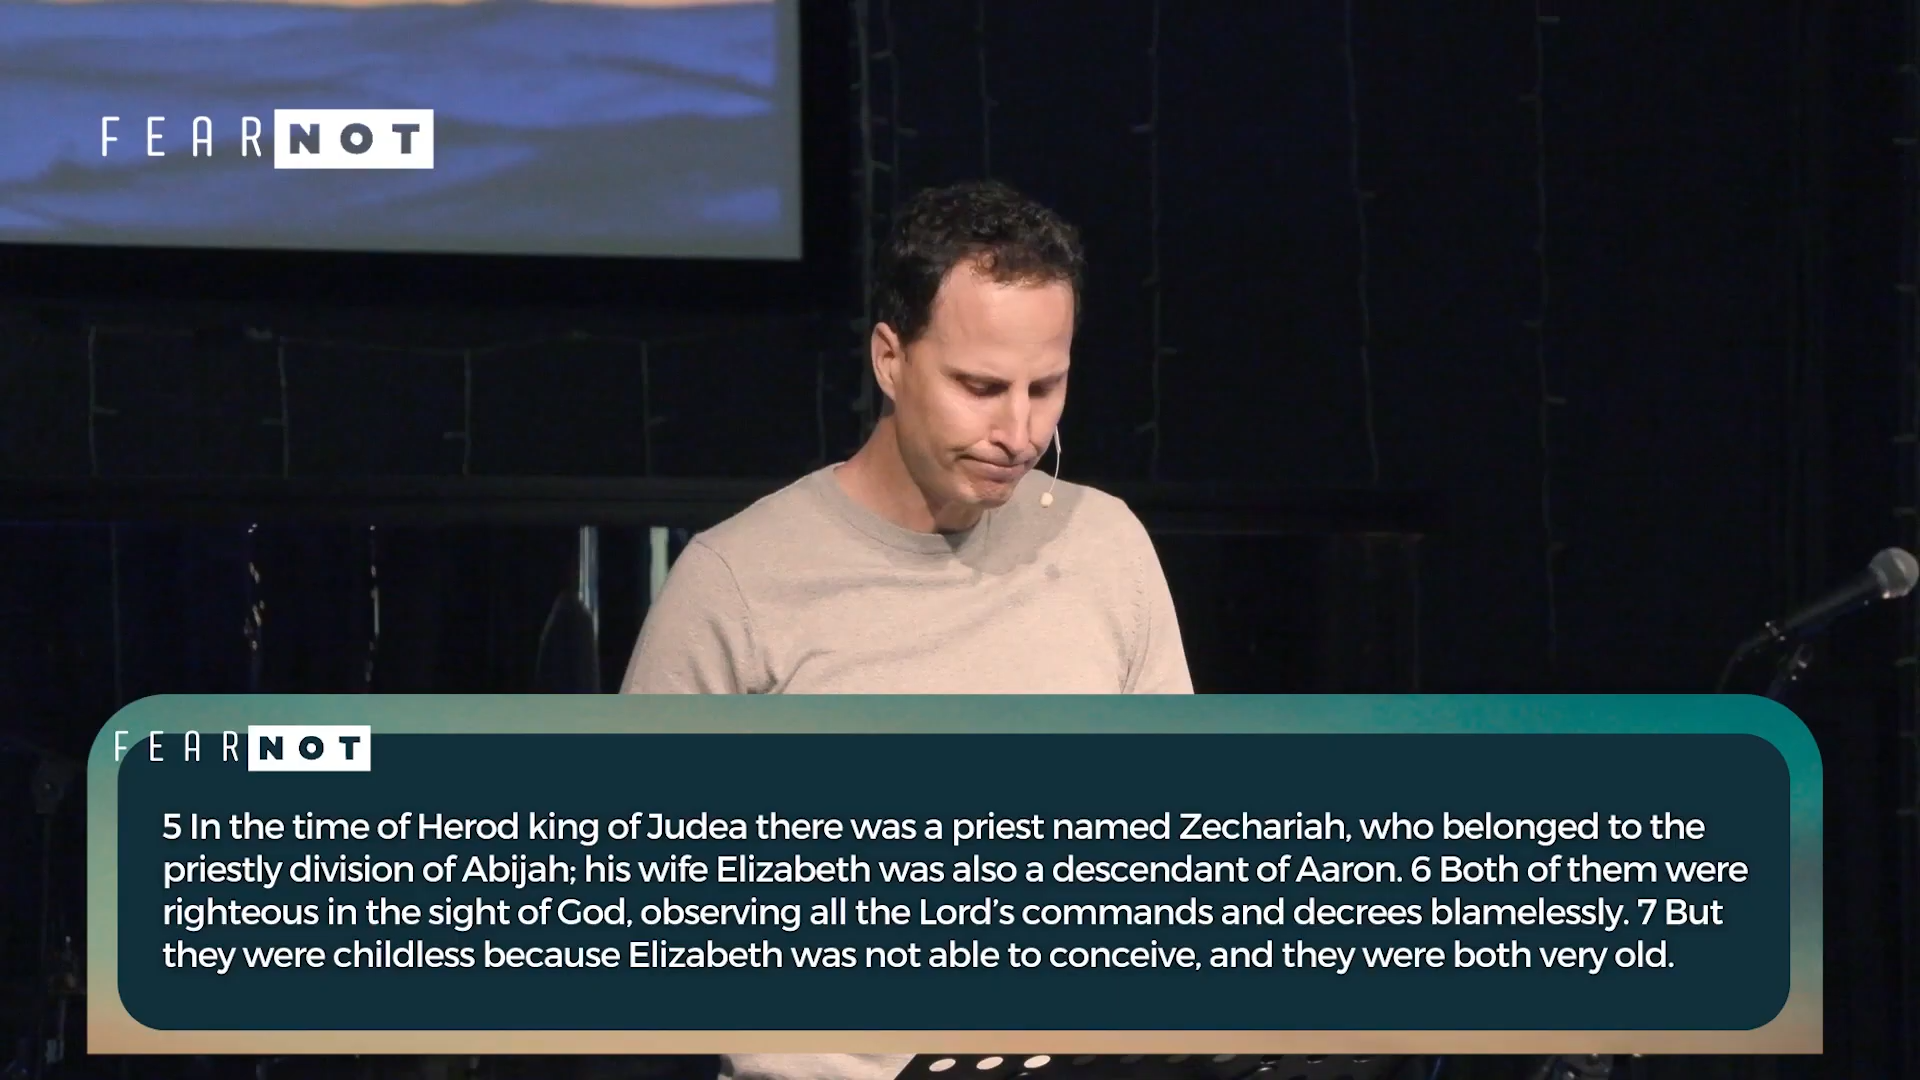 FEAR NOT
FEAR NOT
5 In the time of Herod king of Judea there was a priest named Zechariah, who belonged to the
priestly division of Abijah; his wife Elizabeth was also a descendant of Aaron. 6 Both of them were
righteous in the sight of God, observing all the Lord’s commands and decrees blamelessly. 7 But
they were childless because Elizabeth was not able to conceive, and they were both very old.